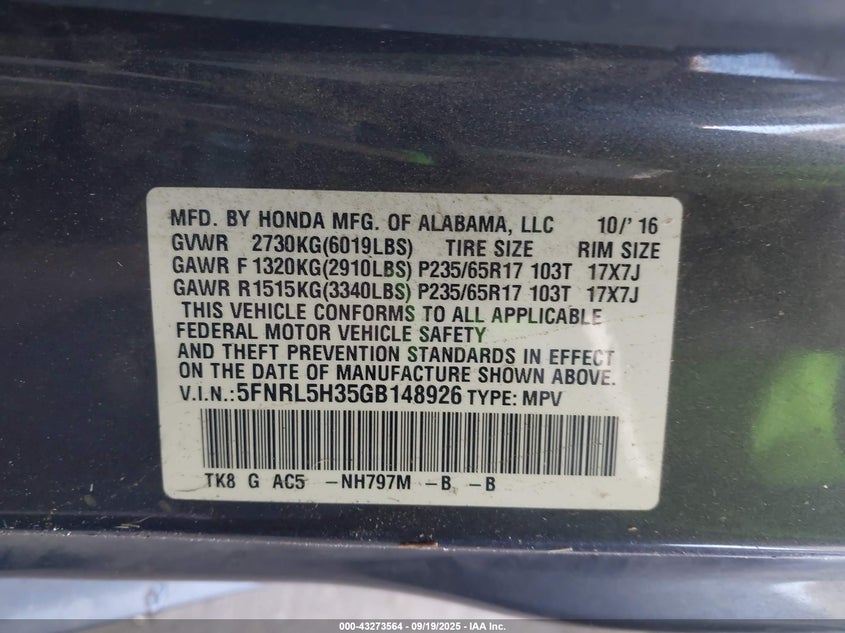 MFD. BY HONDA MFG. OF ALABAMA, LLC 10/'16
GVWR 2730KG(6019LBS) TIRE SIZE RIM SIZE
GAWR F 1320KG(2910LBS) P235/65R17 103T 17X7J
GAWR R1515KG(3340LBS) P235/65R17 103T 17X7J
THIS VEHICLE CONFORMS TO ALL APPLICABLE
FEDERAL MOTOR VEHICLE SAFETY
AND THEFT PREVENTION STANDARDS IN EFFECT
ON THE DATE OF MANUFACTURE SHOWN ABOVE.
V.I.N.:5FNRL5H35GB148926 TYPE: MPV
TK8 G AC5 -NH797M -B -B
000-43273564 - 09/19/2025 - IAA Inc.